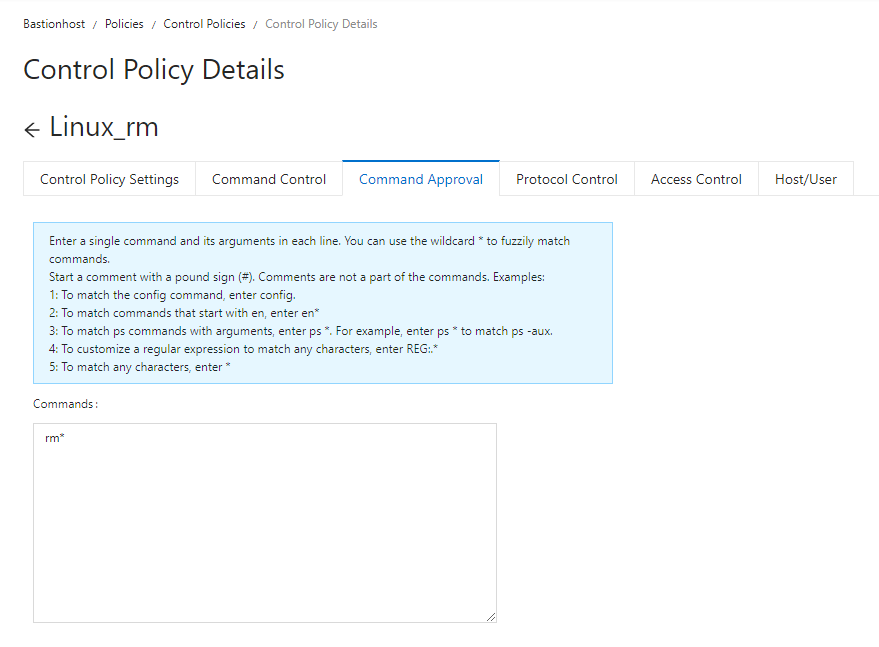 Bastionhost / Policies / Control Policies / Control Policy Details
Control Policy Details
← Linux_rm
Control Policy Settings Command Control Command Approval Protocol Control Access Control Host/User
Enter a single command and its arguments in each line. You can use the wildcard * to fuzzily match
commands.
Start a comment with a pound sign (#). Comments are not a part of the commands. Examples:
1: To match the config command, enter config.
2: To match commands that start with en, enter en*
3: To match ps commands with arguments, enter ps *. For example, enter ps * to match ps -aux.
4: To customize a regular expression to match any characters, enter REG:.*
5: To match any characters, enter *
Commands:
rm*